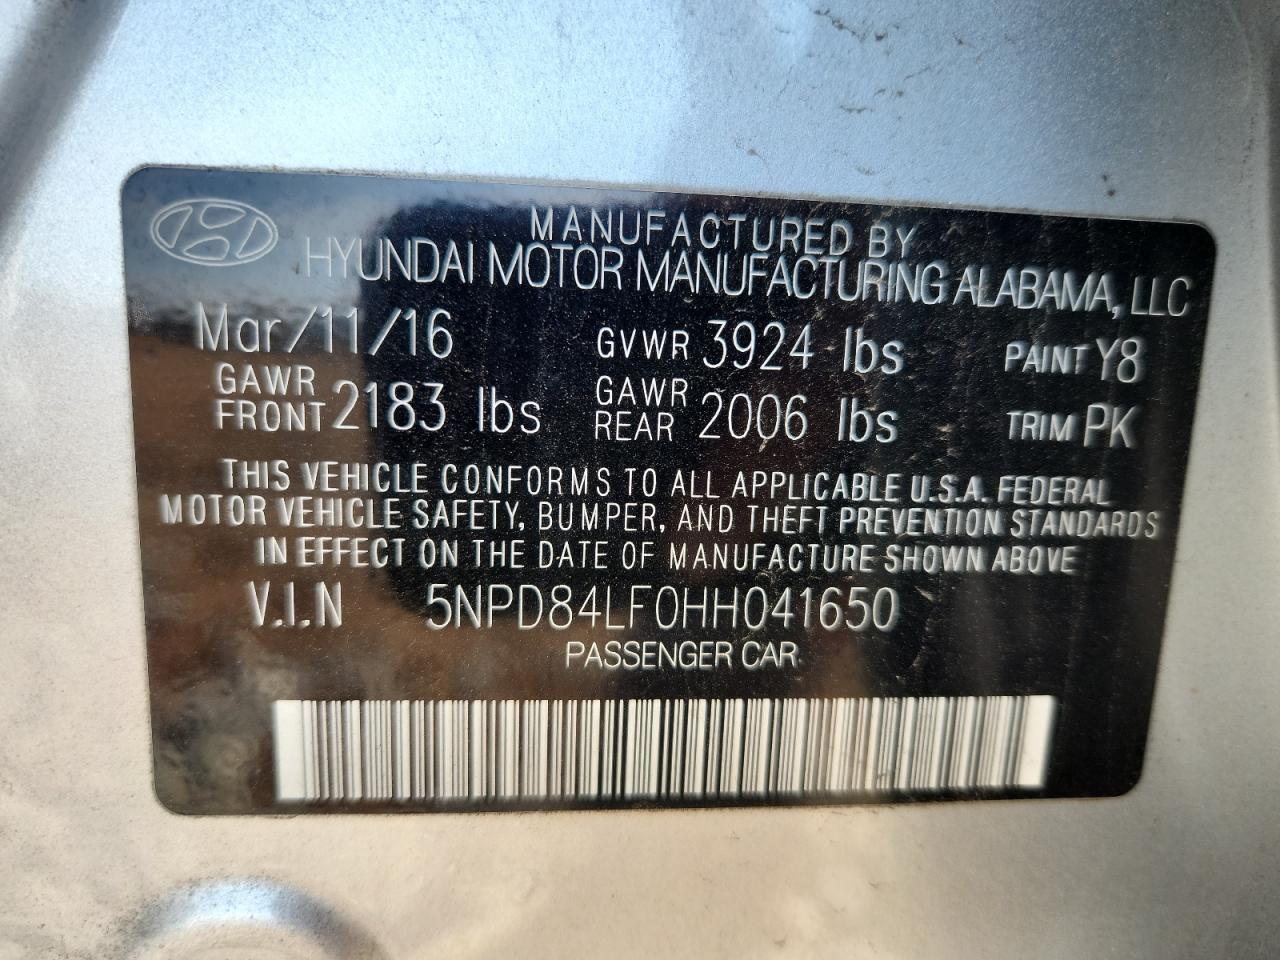 MANUFACTURED BY
HYUNDAI MOTOR MANUFACTURING ALABAMA, LLC
Mar/11/16 GVWR 3924 lbs PAINT Y8
GAWR FRONT 2183 lbs GAWR REAR 2006 lbs TRIM PK
THIS VEHICLE CONFORMS TO ALL APPLICABLE U.S.A. FEDERAL
MOTOR VEHICLE SAFETY, BUMPER, AND THEFT PREVENTION STANDARDS
IN EFFECT ON THE DATE OF MANUFACTURE SHOWN ABOVE
V.I.N 5NPD84LF0HH041650
PASSENGER CAR